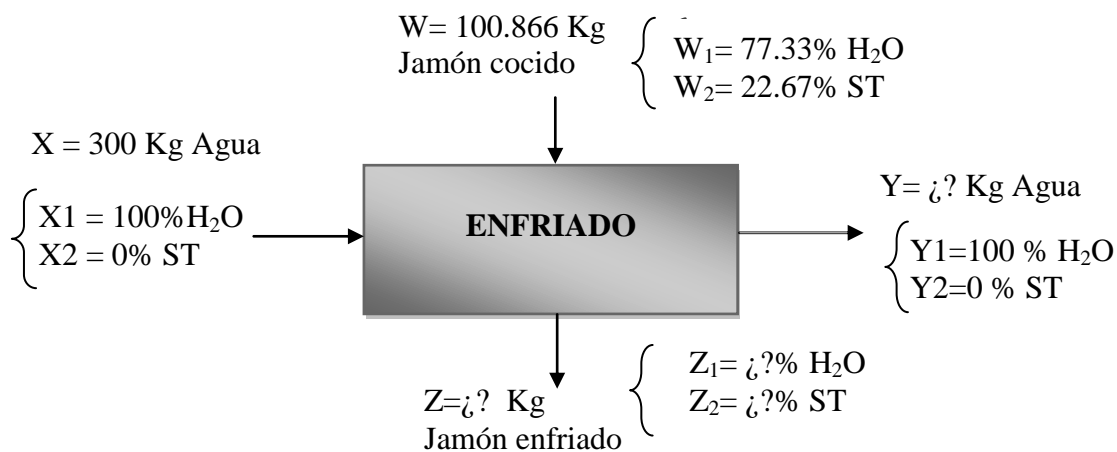 W= 100.866 Kg
Jamón cocido
W₁= 77.33% H₂O
W₂= 22.67% ST
X = 300 Kg Agua
X1 = 100%H₂O
X2 = 0% ST
ENFRIADO
Y= ¿? Kg Agua
Y1=100 % H₂O
Y2=0 % ST
Z=¿? Kg
Jamón enfriado
Z₁= ¿?% H₂O
Z₂= ¿?% ST